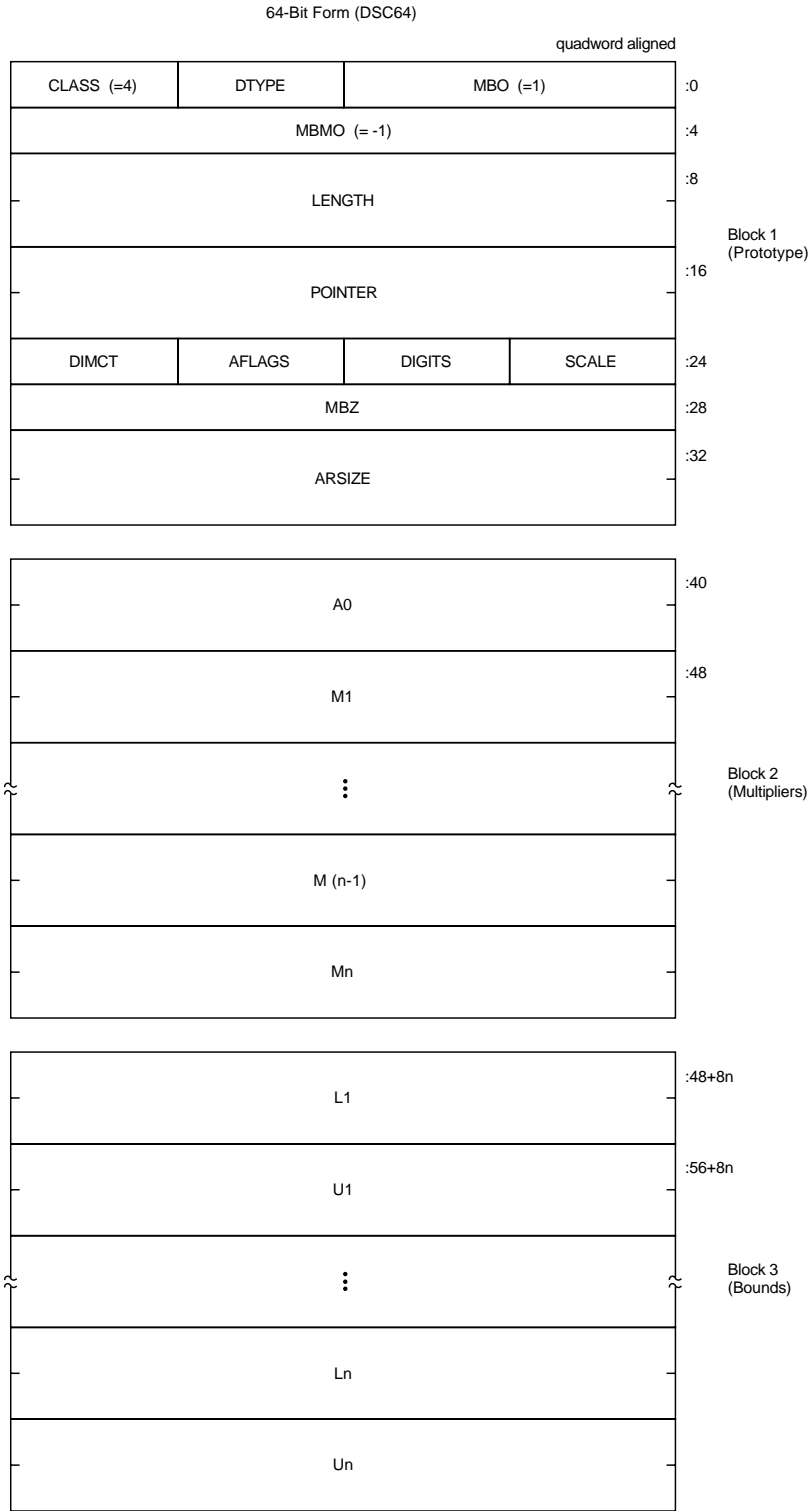 64-Bit Form (DSC64)
quadword aligned
CLASS (=4) DTYPE MBO (=1) :0
MBMO (= -1) :4
:8
LENGTH
Block 1
(Prototype)
:16
POINTER
DIMCT AFLAGS DIGITS SCALE :24
MBZ :28
:32
ARSIZE
:40
A0
:48
M1
Block 2
(Multipliers)
M (n-1)
Mn
:48+8n
L1
:56+8n
U1
Block 3
(Bounds)
Ln
Un